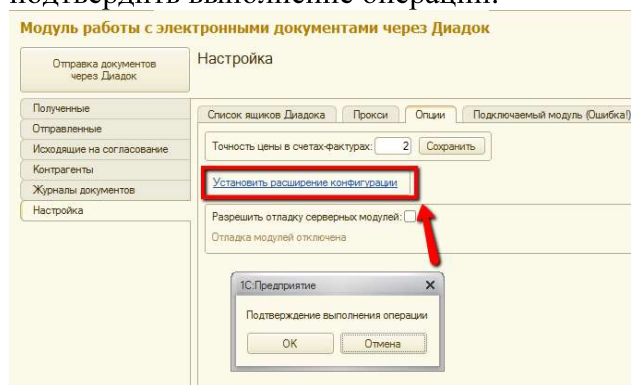 подтвердить выполнение операции.
Модуль работы с электронными документами через Диадок
Отправка документов
через Диадок
Настройка
Полученные
Отправленные
Исходящие на согласование
Контрагенты
Журналы документов
Настройка
Список ящиков Диадока
Прокси
Опции
Подключаемый модуль (Ошибка!)
Точность цены в счетах-фактурах: 2 Сохранить
Установить расширение конфигурации
Разрешить отладку серверных модулей:
Отладка модулей отключена
1С:Предприятие
Подтверждение выполнения операции
ОК
Отмена